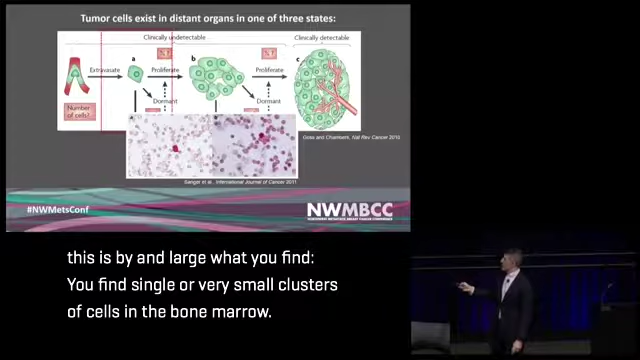 Tumor cells exist in distant organs in one of three states:
Clinically undetectable
Clinically detectable
Extravasate
a
Proliferate
b
Proliferate
c
Dormant
Dormant
Number
of cells?
Goss and Chambers, Nat Rev Cancer 2010
Sanger et al., International Journal of Cancer 2011
#NWMetsConf
NWMBCC
NORTHWEST METASTATIC BREAST CANCER CONFERENCE
this is by and large what you find:
You find single or very small clusters
of cells in the bone marrow.